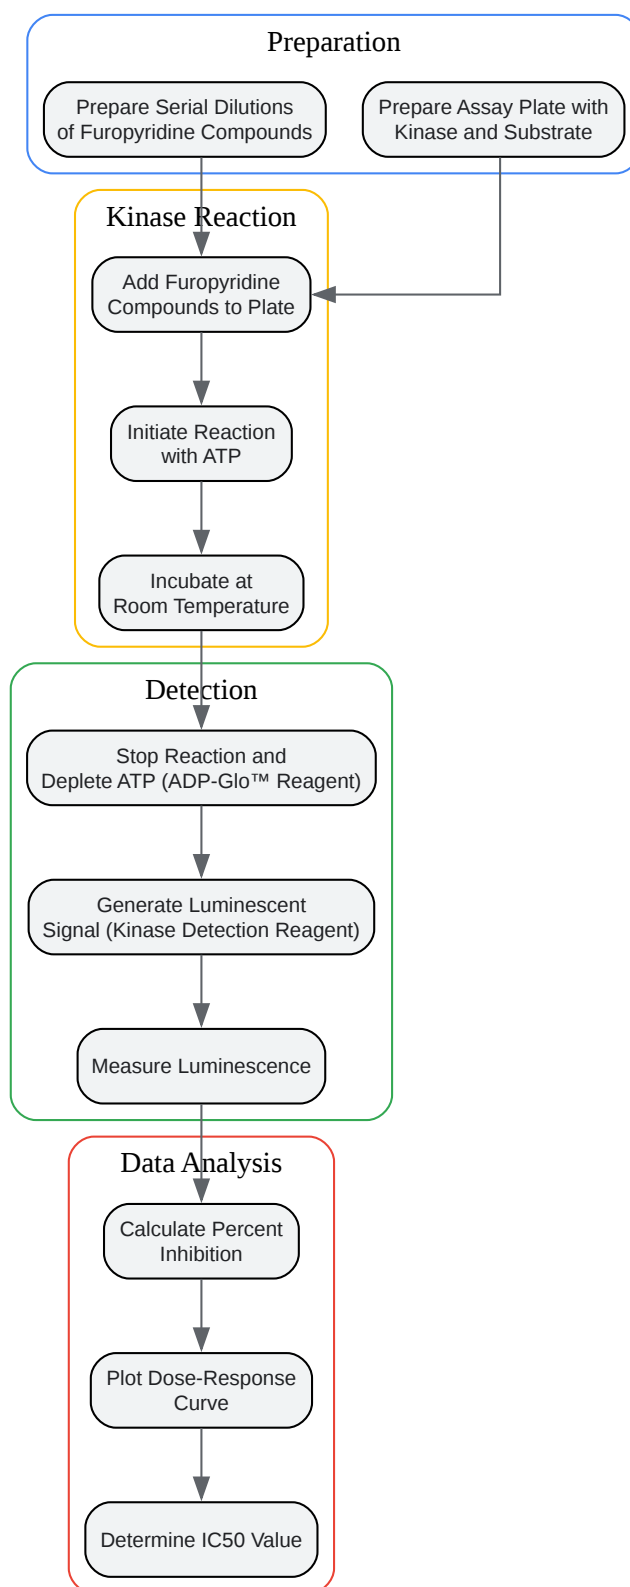 Preparation
Prepare Serial Dilutions
of Furopyridine Compounds
Prepare Assay Plate with
Kinase and Substrate
Kinase Reaction
Add Furopyridine
Compounds to Plate
Initiate Reaction
with ATP
Incubate at
Room Temperature
Detection
Stop Reaction and
Deplete ATP (ADP-Glo™ Reagent)
Generate Luminescent
Signal (Kinase Detection Reagent)
Measure Luminescence
Data Analysis
Calculate Percent
Inhibition
Plot Dose-Response
Curve
Determine IC50 Value